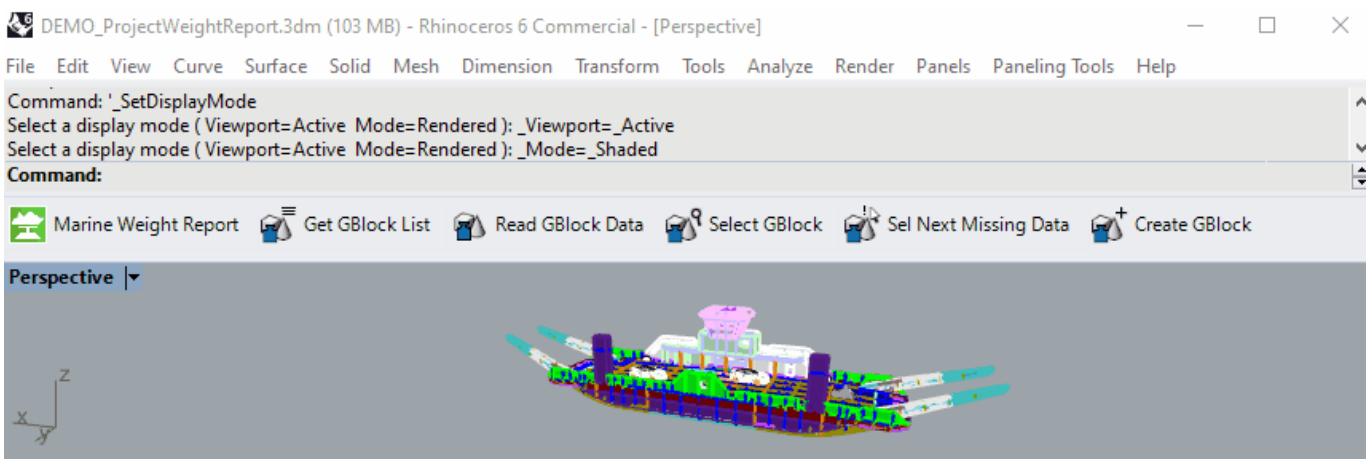 DEMO_ProjectWeightReport.3dm (103 MB) - Rhinoceros 6 Commercial - [Perspective]
File Edit View Curve Surface Solid Mesh Dimension Transform Tools Analyze Render Panels Paneling Tools Help
Command: '_SetDisplayMode
Select a display mode ( Viewport=Active Mode=Rendered ): _Viewport=_Active
Select a display mode ( Viewport=Active Mode=Rendered ): _Mode=_Shaded
Command:
Marine Weight Report Get GBlock List Read GBlock Data Select GBlock Sel Next Missing Data Create GBlock
Perspective
z
x
y